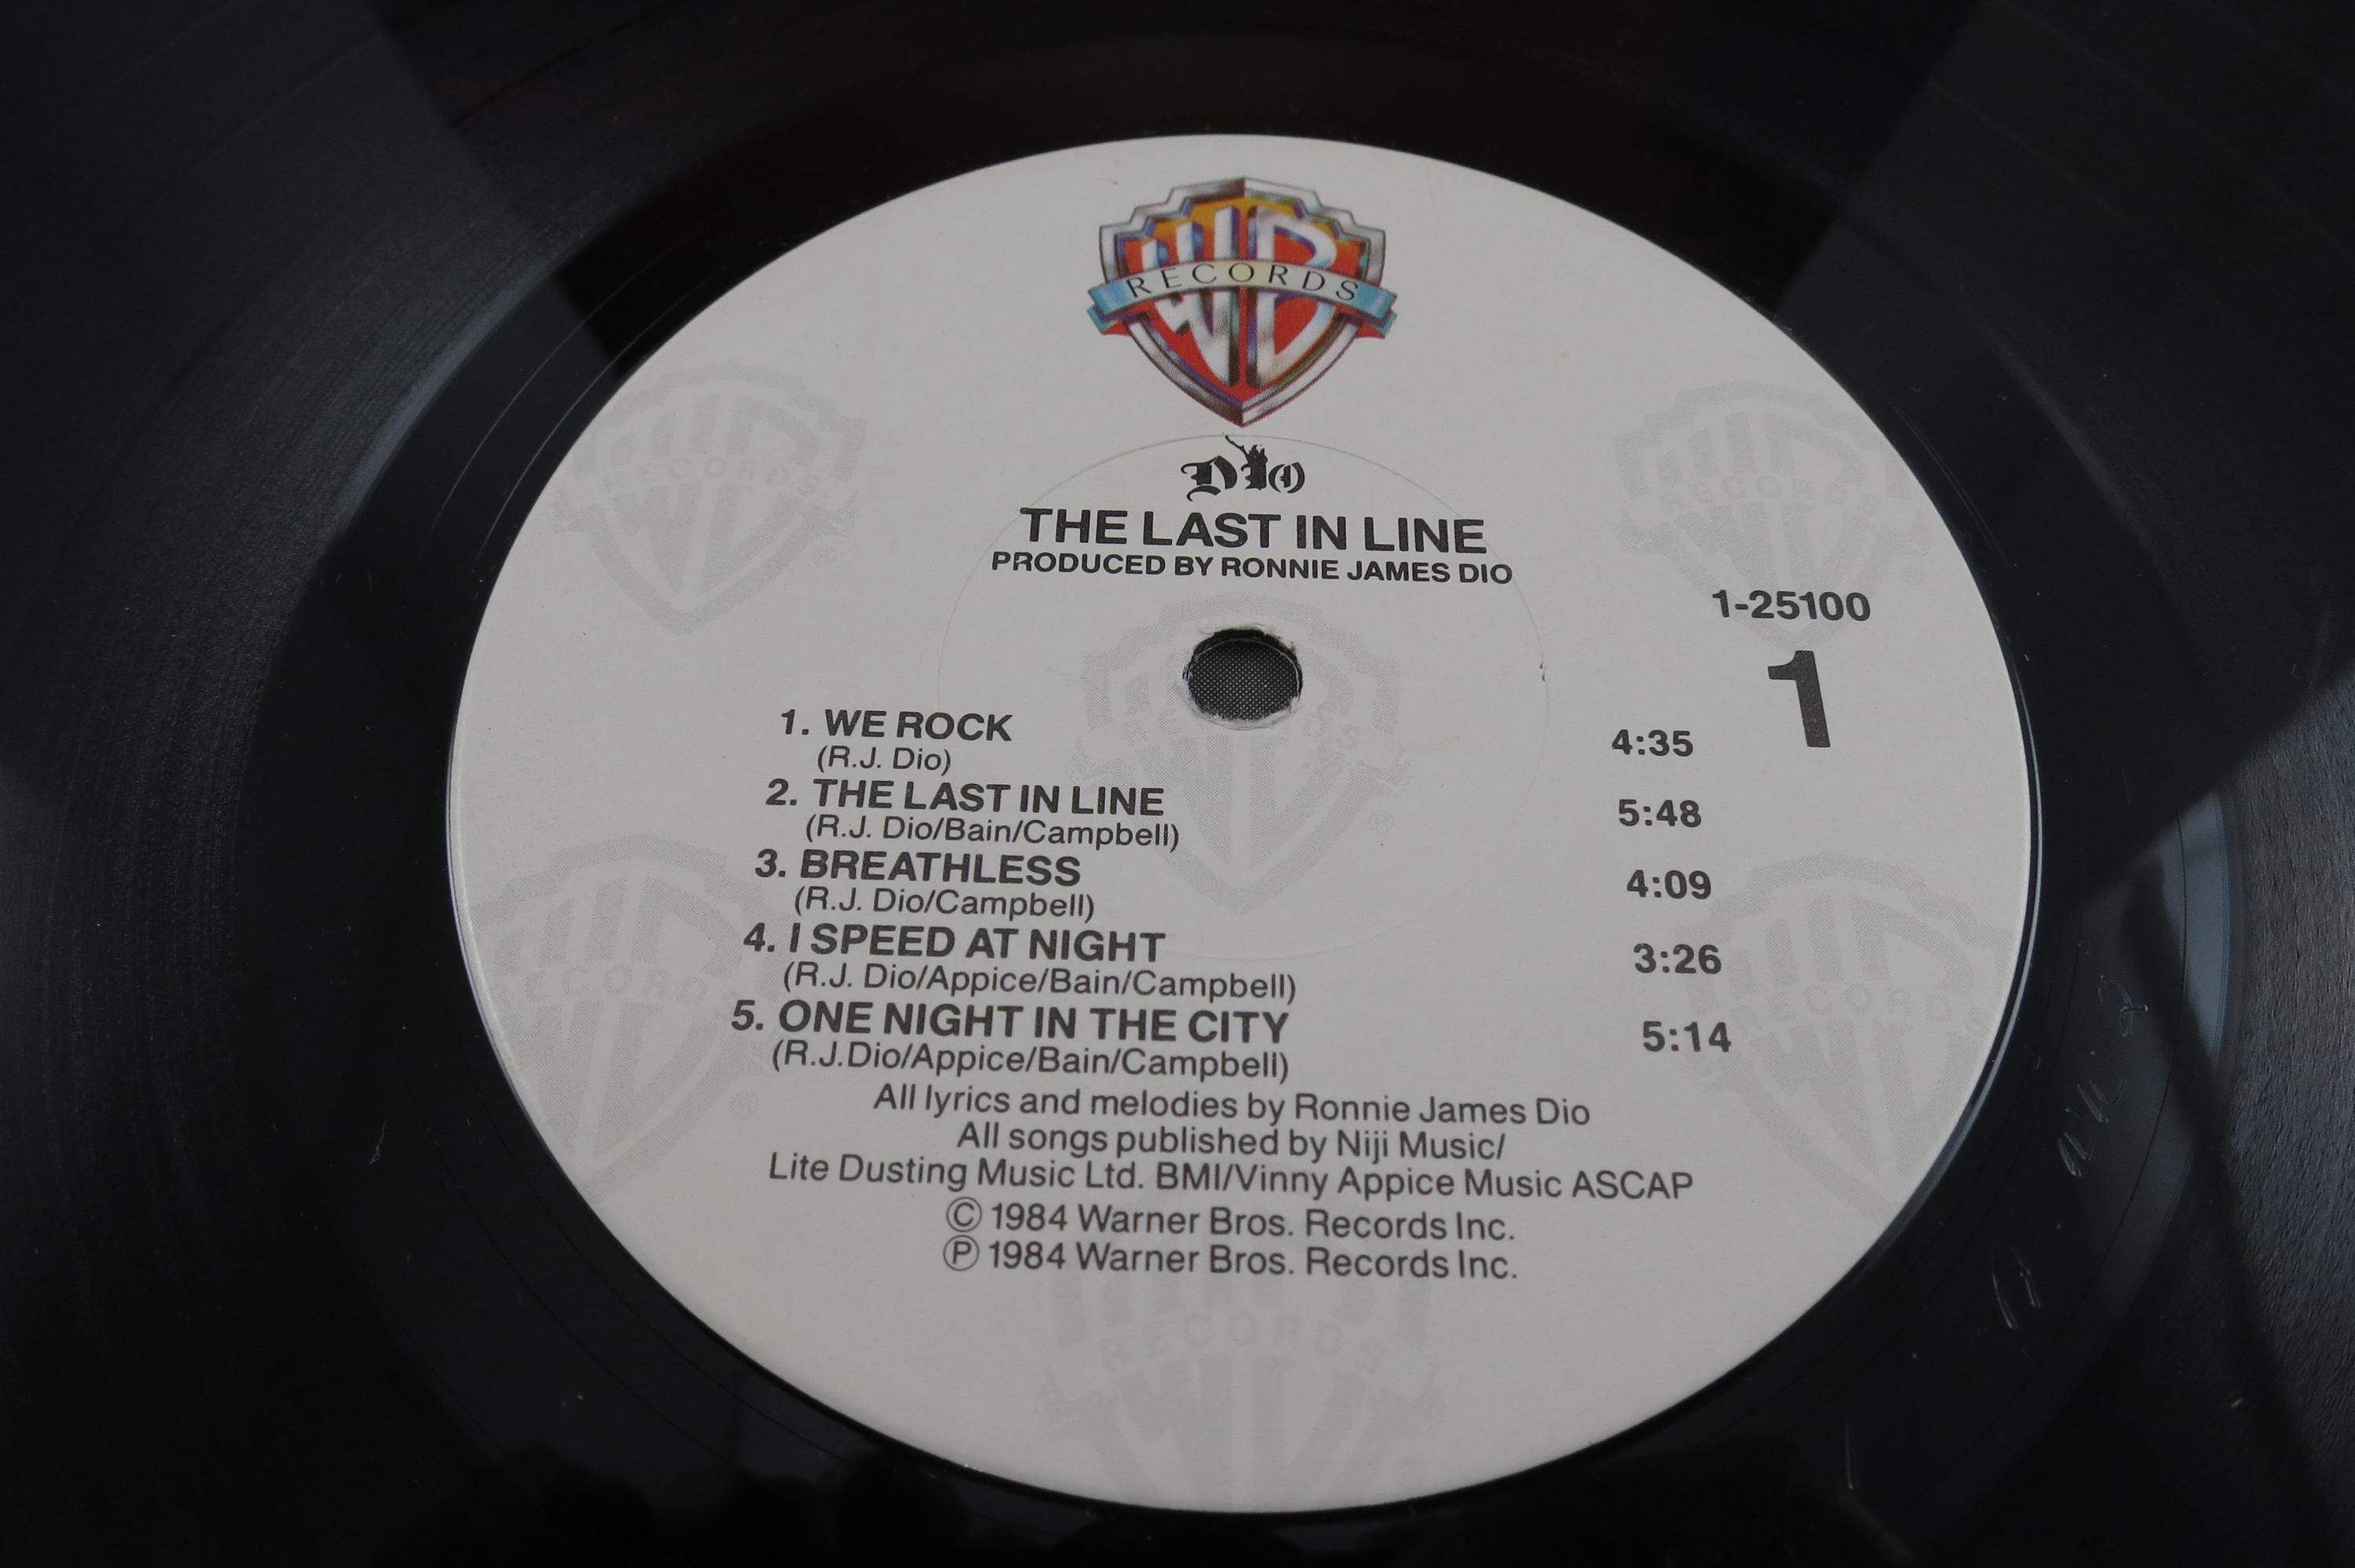 WB
RECORDS
DIO
THE LAST IN LINE
PRODUCED BY RONNIE JAMES DIO
1-25100
1
1. WE ROCK 4:35
(R.J. Dio)
2. THE LAST IN LINE 5:48
(R.J. Dio/Bain/Campbell)
3. BREATHLESS 4:09
(R.J. Dio/Campbell)
4. I SPEED AT NIGHT 3:26
(R.J. Dio/Appice/Bain/Campbell)
5. ONE NIGHT IN THE CITY 5:14
(R.J.Dio/Appice/Bain/Campbell)
All lyrics and melodies by Ronnie James Dio
All songs published by Niji Music/
Lite Dusting Music Ltd. BMI/Vinny Appice Music ASCAP
© 1984 Warner Bros. Records Inc.
℗ 1984 Warner Bros. Records Inc.